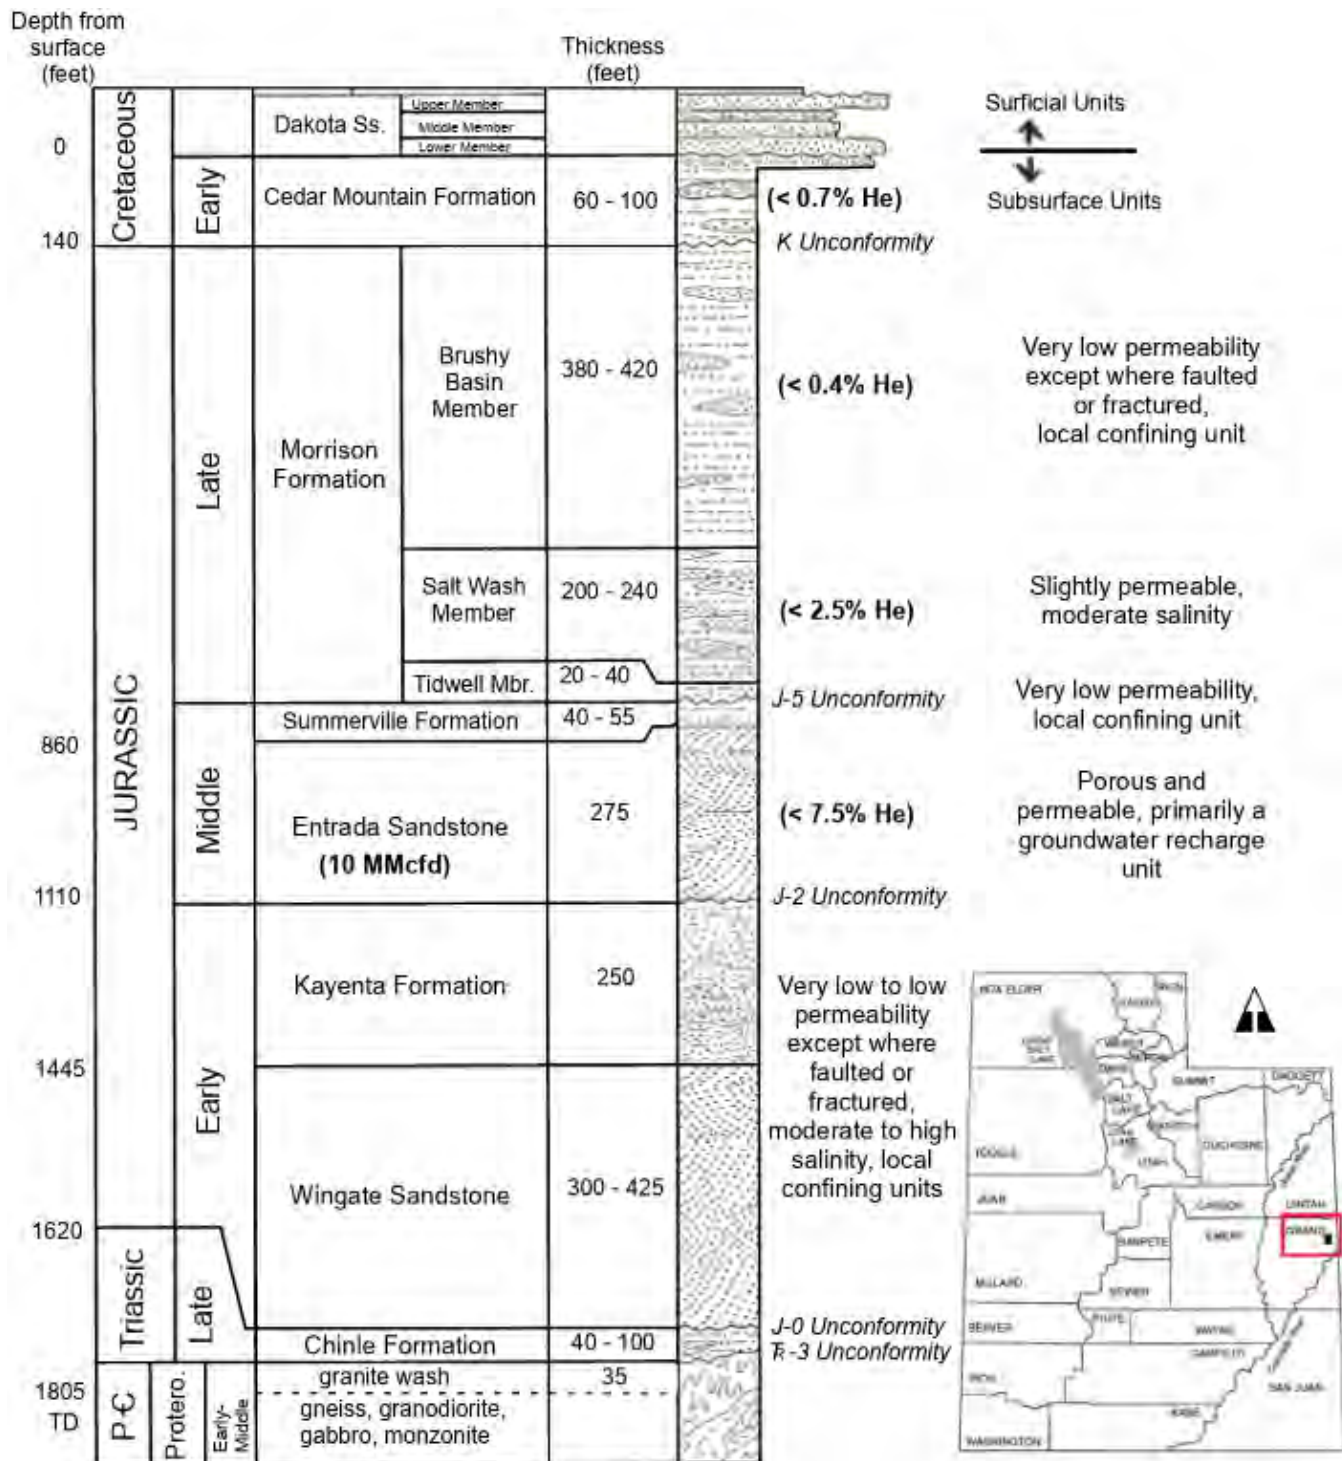 Depth from
surface
(feet)
Thickness
(feet)
Cretaceous
Early
Dakota Ss.
Upper Member
Middle Member
Lower Member
0
Surficial Units
Subsurface Units
Cedar Mountain Formation
60 - 100
(< 0.7% He)
140
K Unconformity
JURASSIC
Late
Morrison
Formation
Brushy
Basin
Member
380 - 420
(< 0.4% He)
Very low permeability
except where faulted
or fractured,
local confining unit
Salt Wash
Member
200 - 240
(< 2.5% He)
Slightly permeable,
moderate salinity
Tidwell Mbr.
20 - 40
J-5 Unconformity
Very low permeability,
local confining unit
Middle
Summerville Formation
40 - 55
860
Entrada Sandstone
(10 MMcfd)
275
(< 7.5% He)
Porous and
permeable, primarily a
groundwater recharge
unit
1110
J-2 Unconformity
Early
Kayenta Formation
250
Very low to low
permeability
except where
faulted or
fractured,
moderate to high
salinity, local
confining units
1445
Wingate Sandstone
300 - 425
1620
Triassic
Late
J-0 Unconformity
Chinle Formation
40 - 100
Ŧ-3 Unconformity
P-Є
Protero.
Early-
Middle
granite wash
35
1805
TD
gneiss, granodiorite,
gabbro, monzonite
BOX ELDER
SUMMIT
DAGGETT
TOOELE
UTAH
DUCHESNE
JUAB
CARBON
UINTAH
SANPETE
EMERY
GRAND
MILLARD
SEVIER
BEAVER
PIUTE
WAYNE
GARFIELD
SAN JUAN
KANE
WASHINGTON